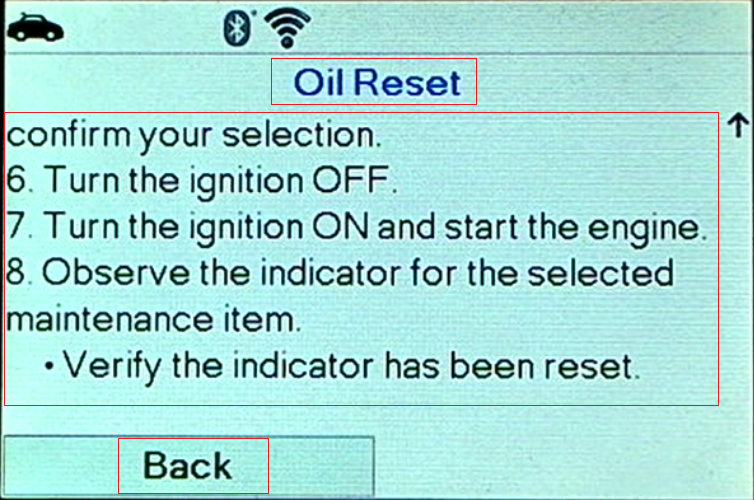 Oil Reset
confirm your selection.
6. Turn the ignition OFF.
7. Turn the ignition ON and start the engine.
8. Observe the indicator for the selected
maintenance item.
• Verify the indicator has been reset.
Back